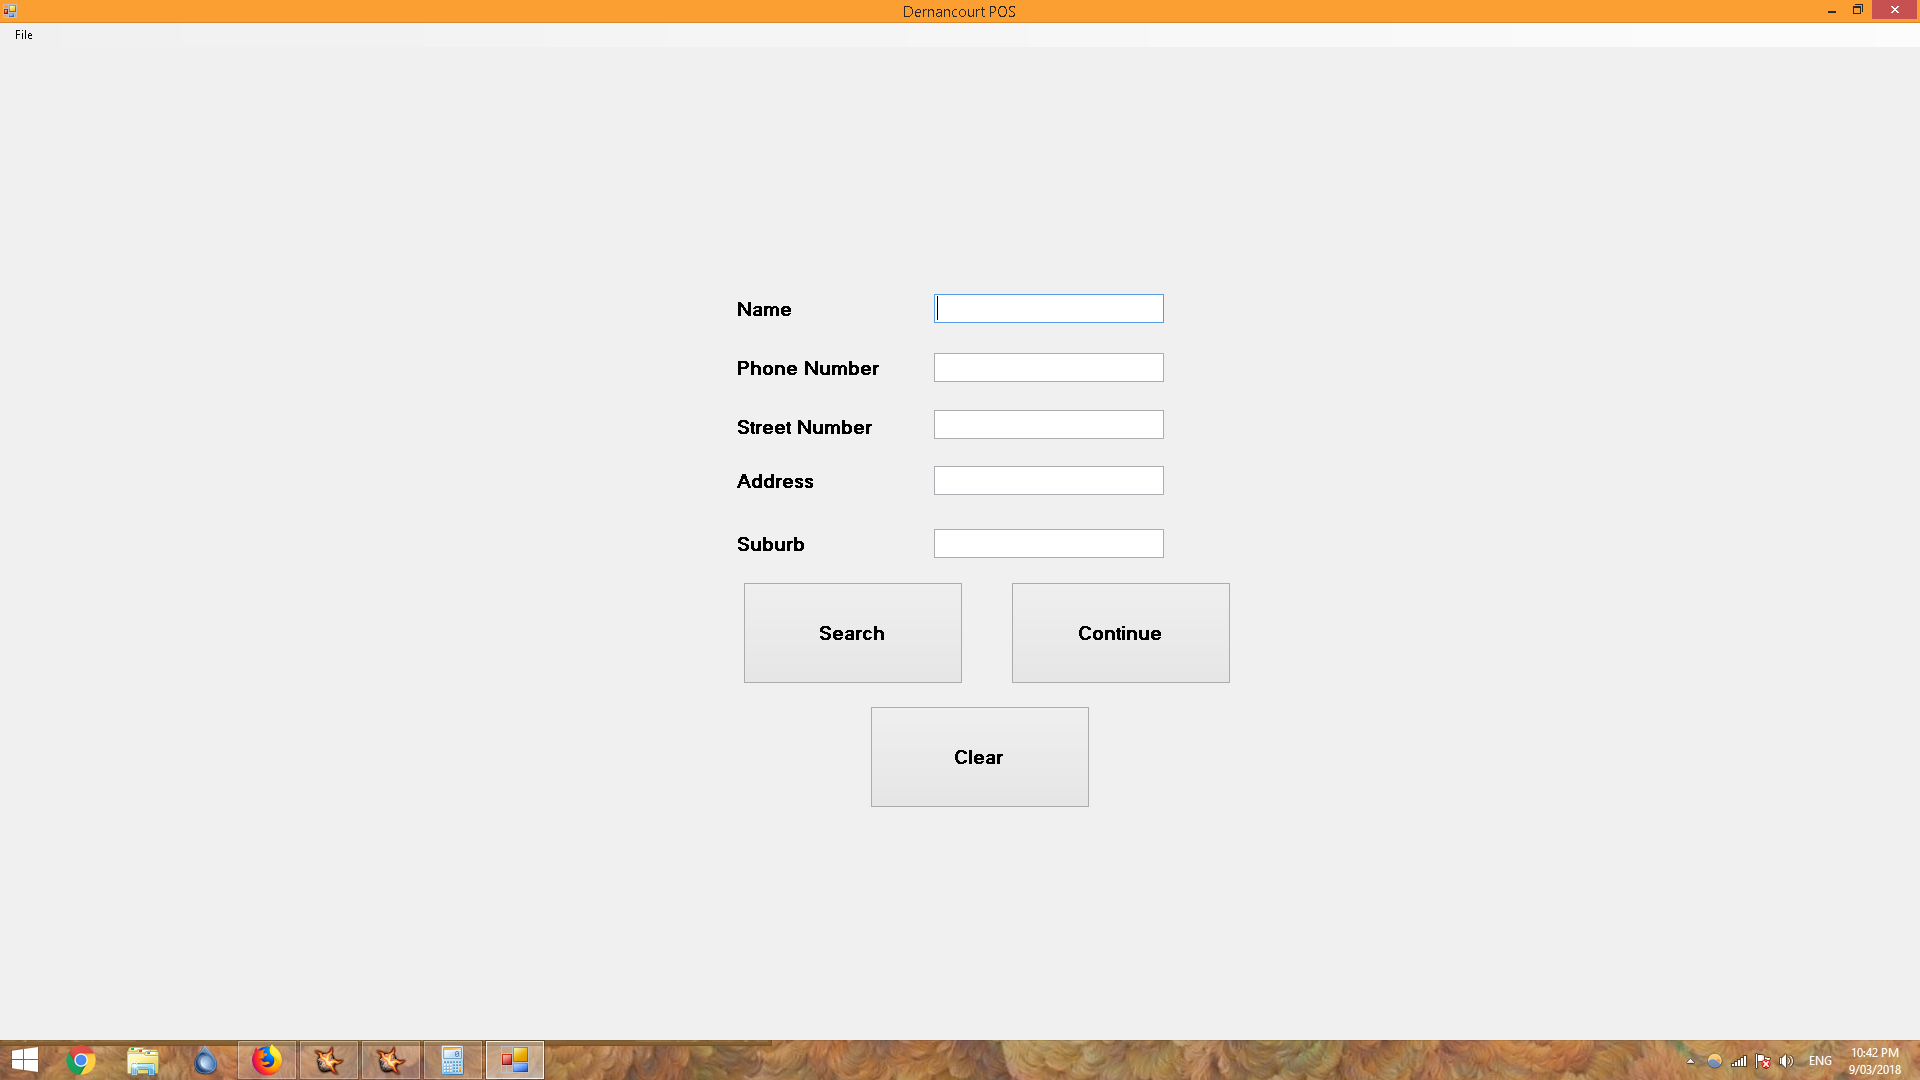 Dernancourt POS
File
Name
Phone Number
Street Number
Address
Suburb
Search
Continue
Clear
ENG
10:42 PM
9/03/2018